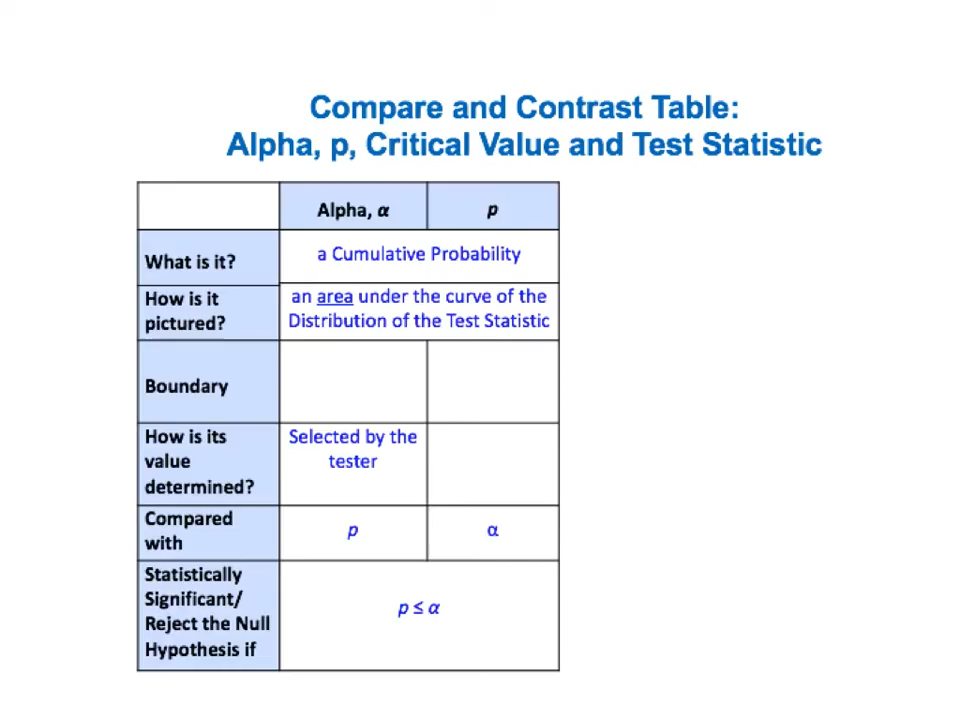 Compare and Contrast Table:
Alpha, p, Critical Value and Test Statistic
Alpha, α
p
What is it?
a Cumulative Probability
How is it
pictured?
an area under the curve of the
Distribution of the Test Statistic
Boundary
How is its
value
determined?
Selected by the
tester
Compared
with
p
α
Statistically
Significant/
Reject the Null
Hypothesis if
p ≤ α